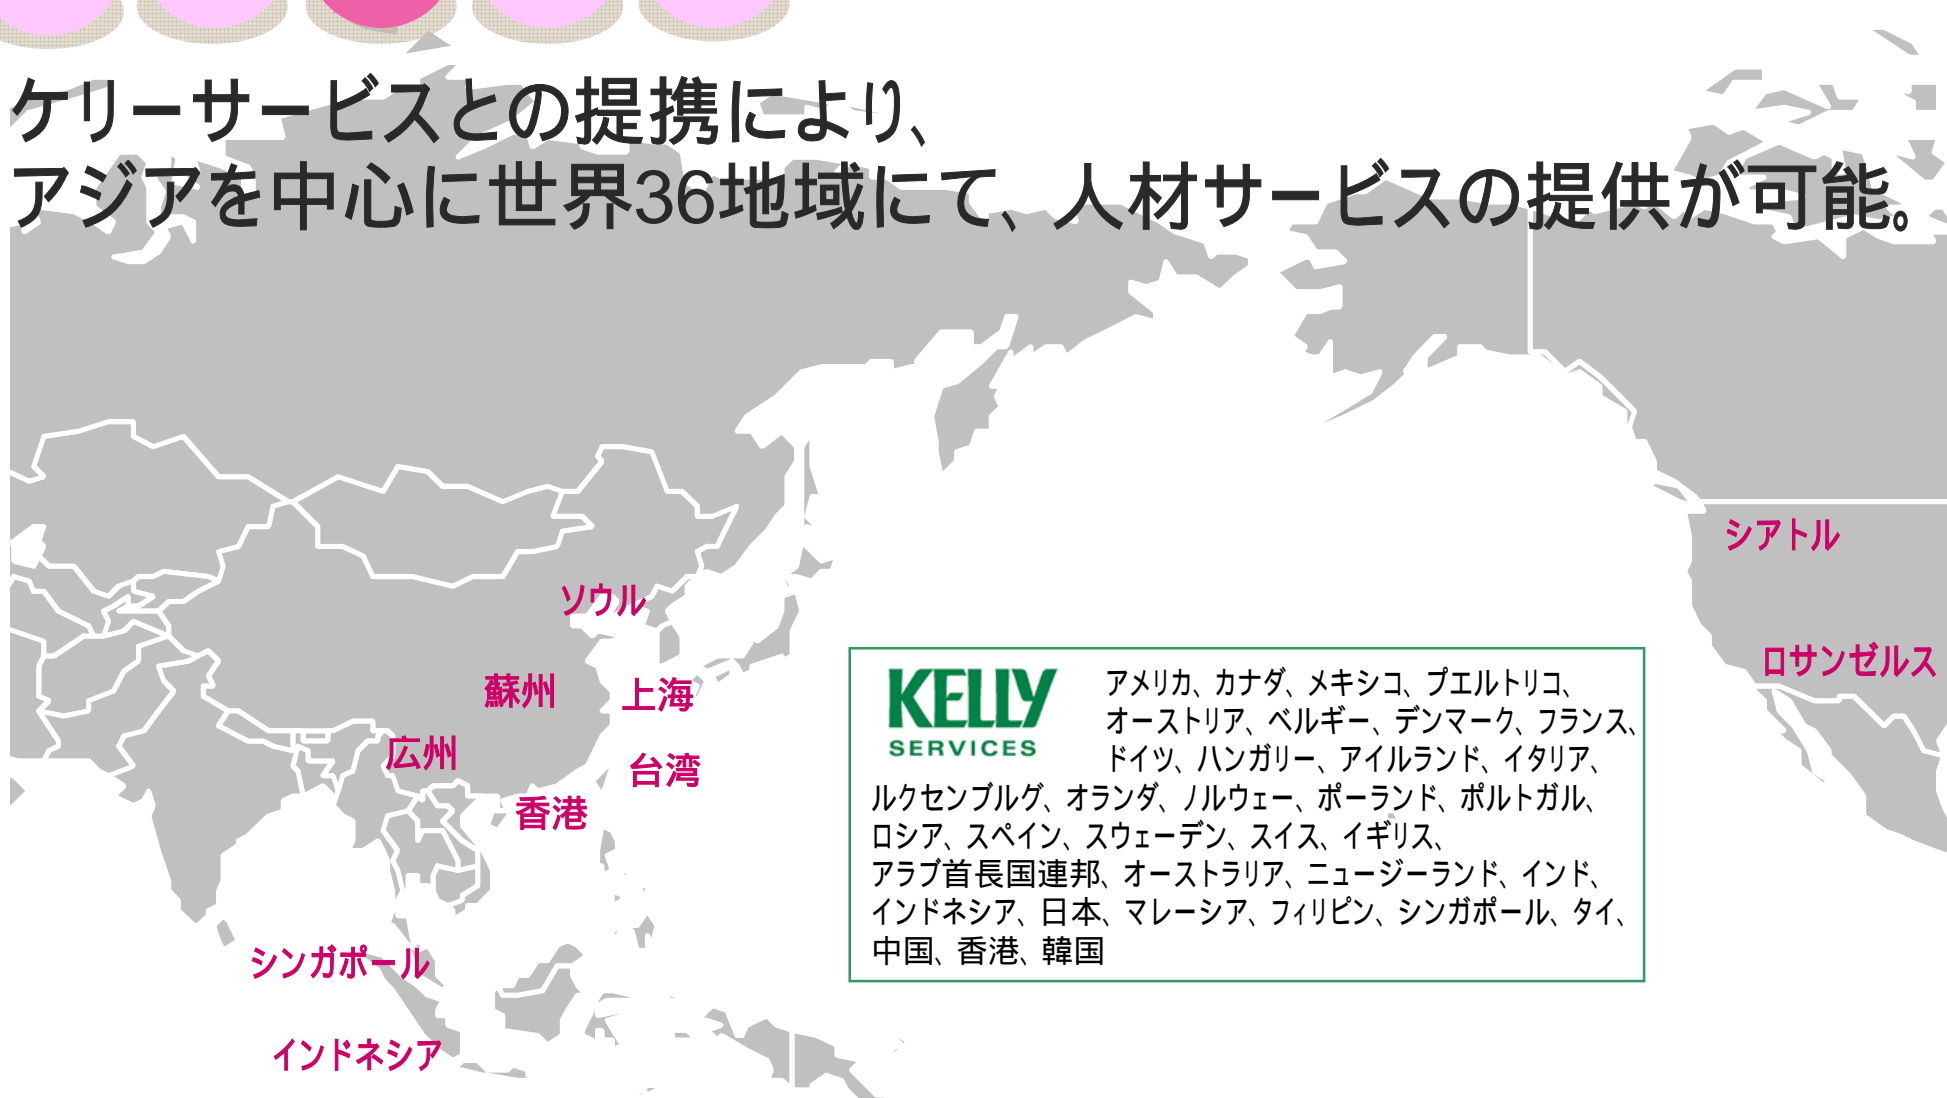 ケリーサービスとの提携により、
アジアを中心に世界36地域にて、人材サービスの提供が可能。
シアトル
ソウル
ロサンゼルス
蘇州
上海
広州
台湾
香港
シンガポール
インドネシア
KELLY
SERVICES
アメリカ、カナダ、メキシコ、プエルトリコ、
オーストリア、ベルギー、デンマーク、フランス、
ドイツ、ハンガリー、アイルランド、イタリア、
ルクセンブルグ、オランダ、ノルウェー、ポーランド、ポルトガル、
ロシア、スペイン、スウェーデン、スイス、イギリス、
アラブ首長国連邦、オーストラリア、ニュージーランド、インド、
インドネシア、日本、マレーシア、フィリピン、シンガポール、タイ、
中国、香港、韓国